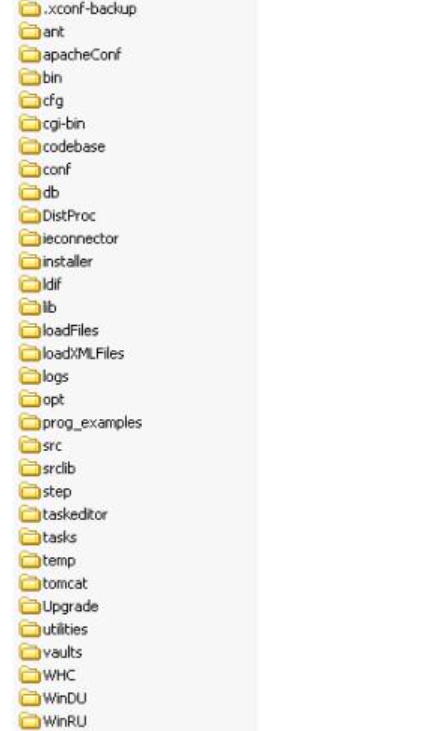 .xconf-backup
ant
apacheConf
bin
cfg
cgi-bin
codebase
conf
db
DistProc
ieconnector
installer
ldif
lib
loadFiles
loadXMLFiles
logs
opt
prog_examples
src
srclib
step
taskeditor
tasks
temp
tomcat
Upgrade
utilities
vaults
WHC
WinDU
WinRU